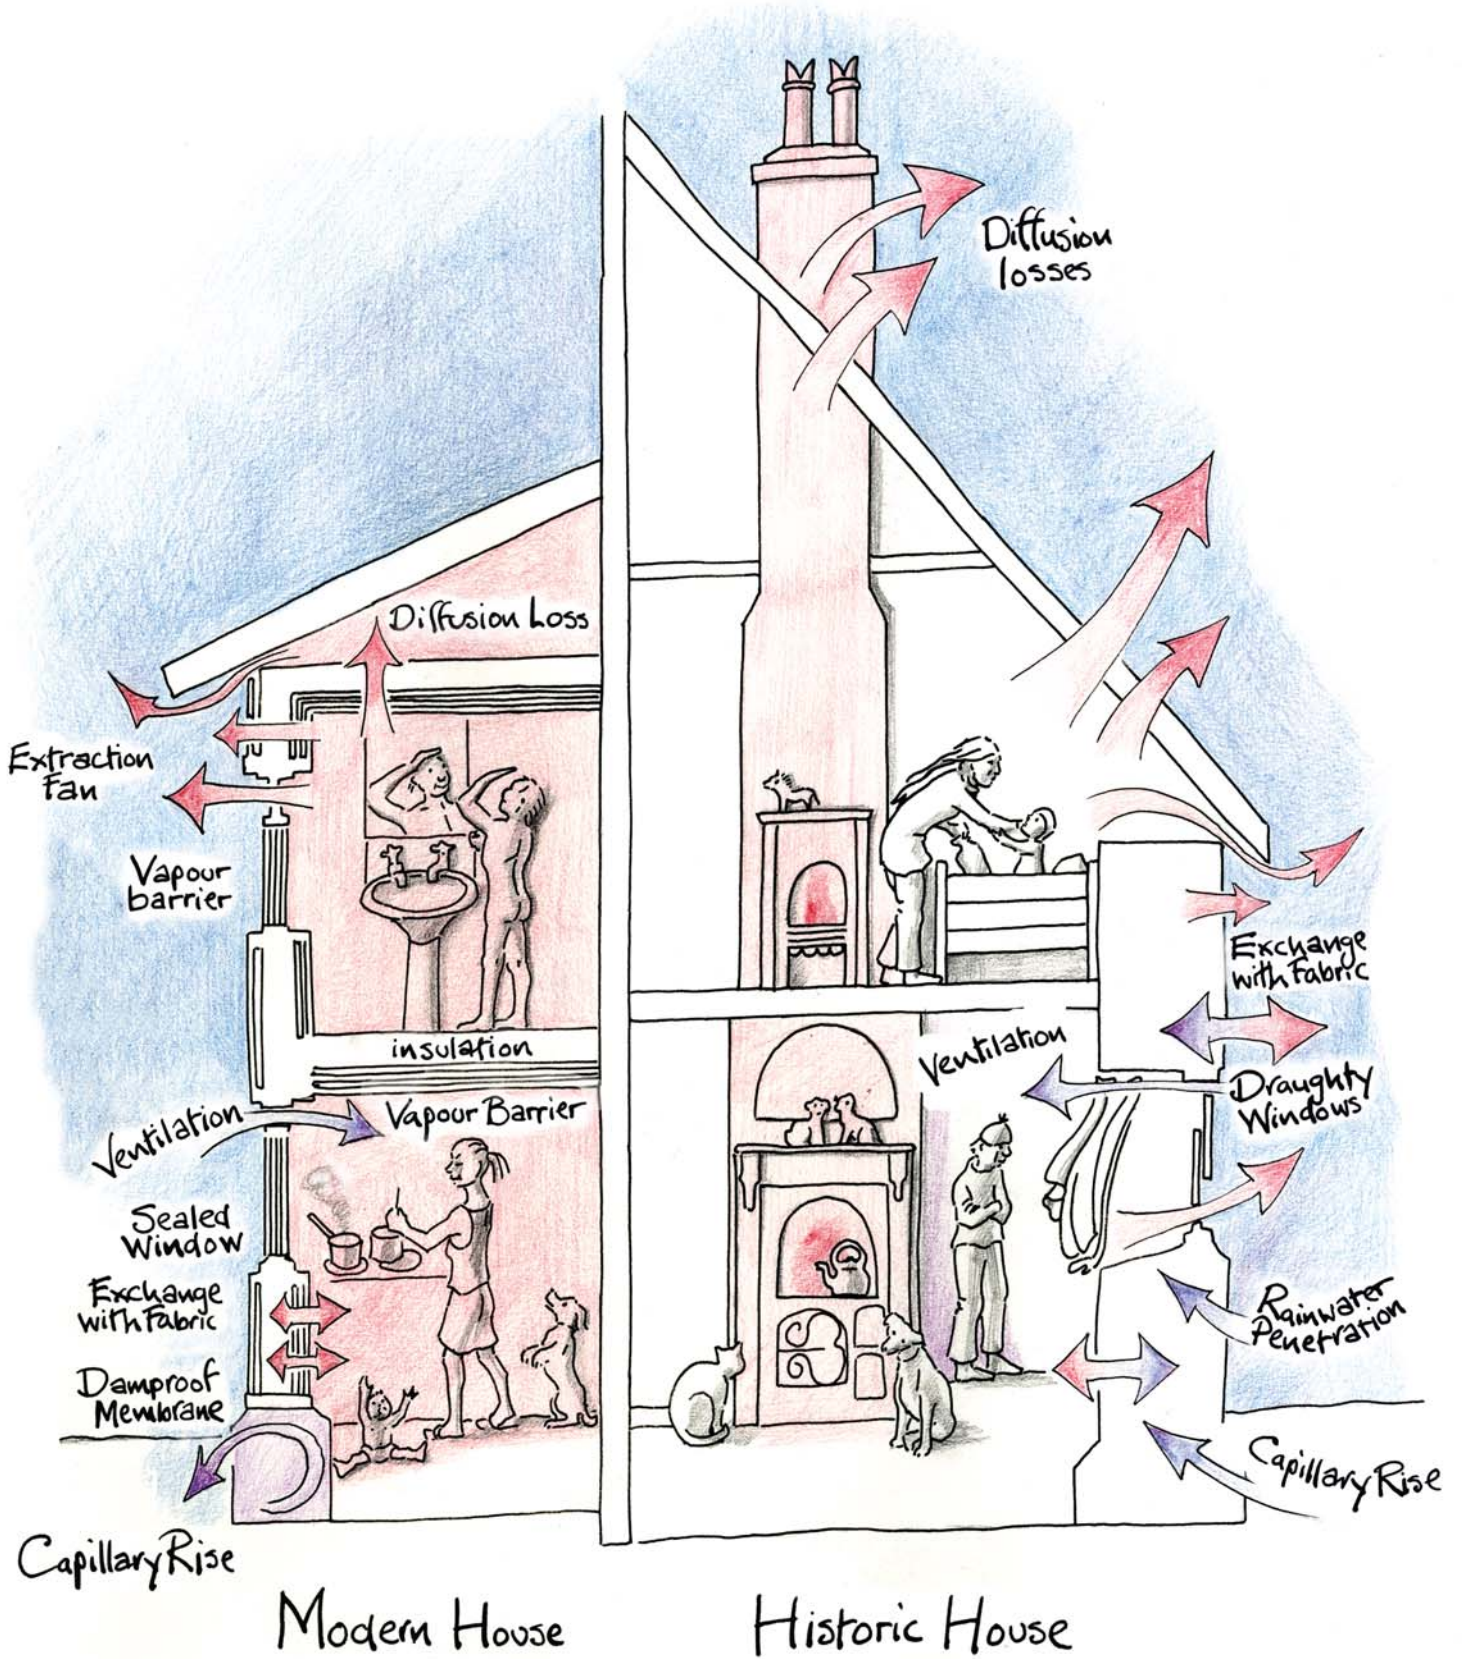 Diffusion
losses
Diffusion Loss
Extraction
Fan
Vapour
barrier
insulation
Vapour Barrier
Ventilation
Sealed
Window
Exchange
with Fabric
Damproof
Membrane
Capillary Rise
Exchange
with Fabric
Ventilation
Draughty
Windows
Rainwater
Penetration
Capillary Rise
Modern House
Historic House